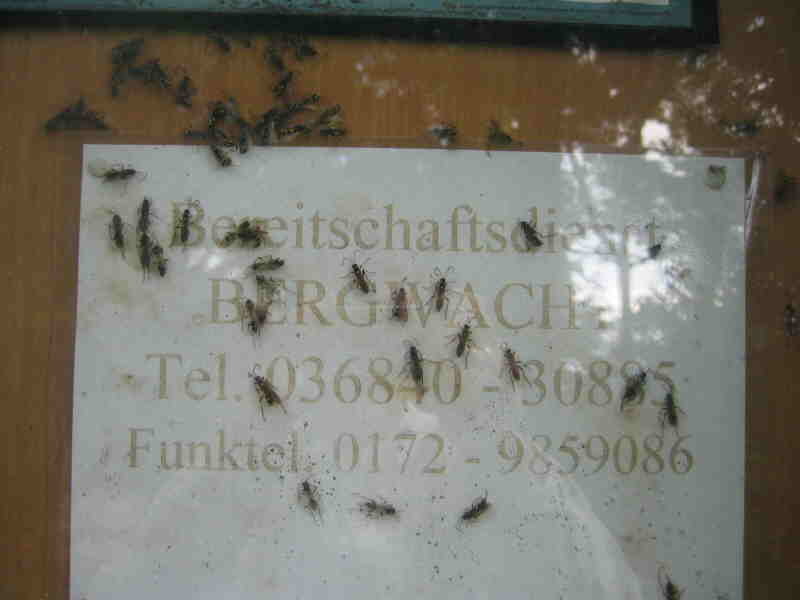 Bereitschaftsdienst
BERGWACHT
Tel. 036840 - 30885
Funktel. 0172 - 9859086